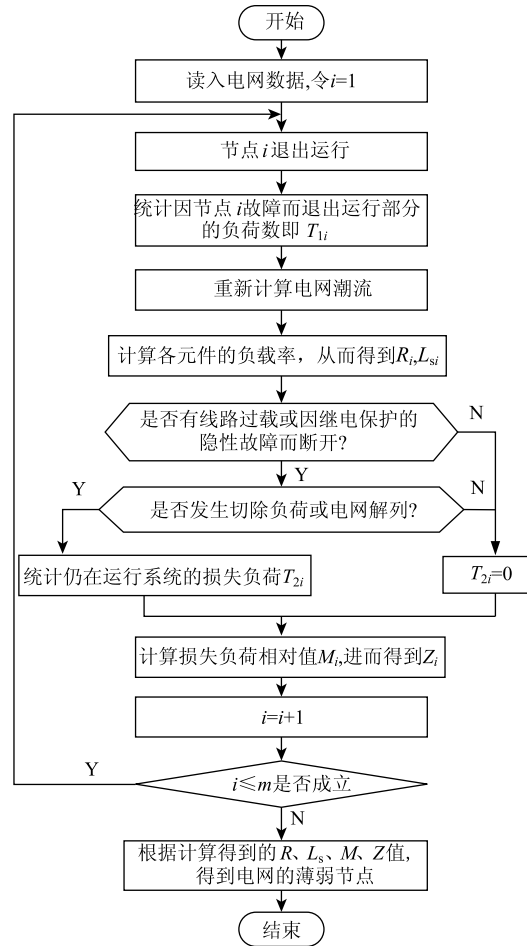 开始
读入电网数据,令i=1
节点i退出运行
统计因节点i故障而退出运行部分
的负荷数即 T1i
重新计算电网潮流
计算各元件的负载率，从而得到Ri,Lsi
是否有线路过载或因继电保护的
隐性故障而断开?
N
Y
Y
是否发生切除负荷或电网解列?
N
统计仍在运行系统的损失负荷T2i
T2i=0
计算损失负荷相对值Mi,进而得到Zi
i=i+1
Y
i≤m是否成立
N
根据计算得到的 R、Ls、M、Z值,
得到电网的薄弱节点
结束